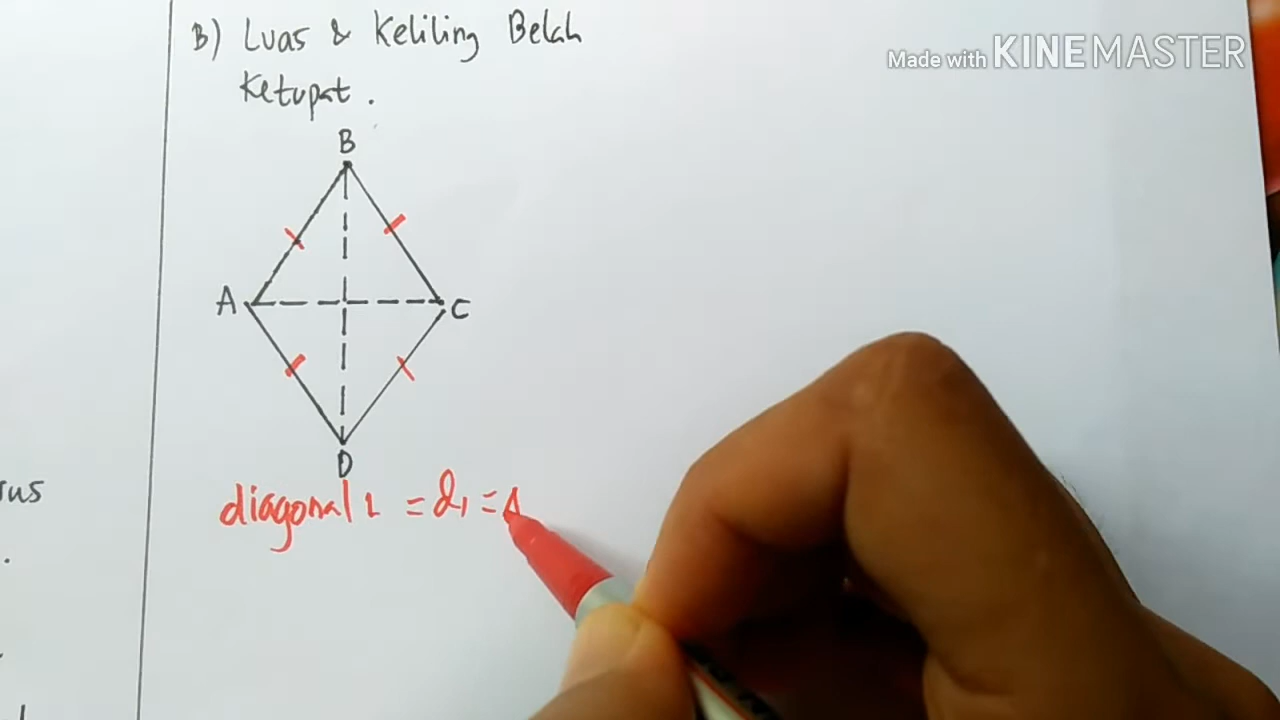 B) Luas & Keliling Belah
Ketupat.
Made with KINEMASTER
B
A
C
D
diagonal 1 = d1 = A